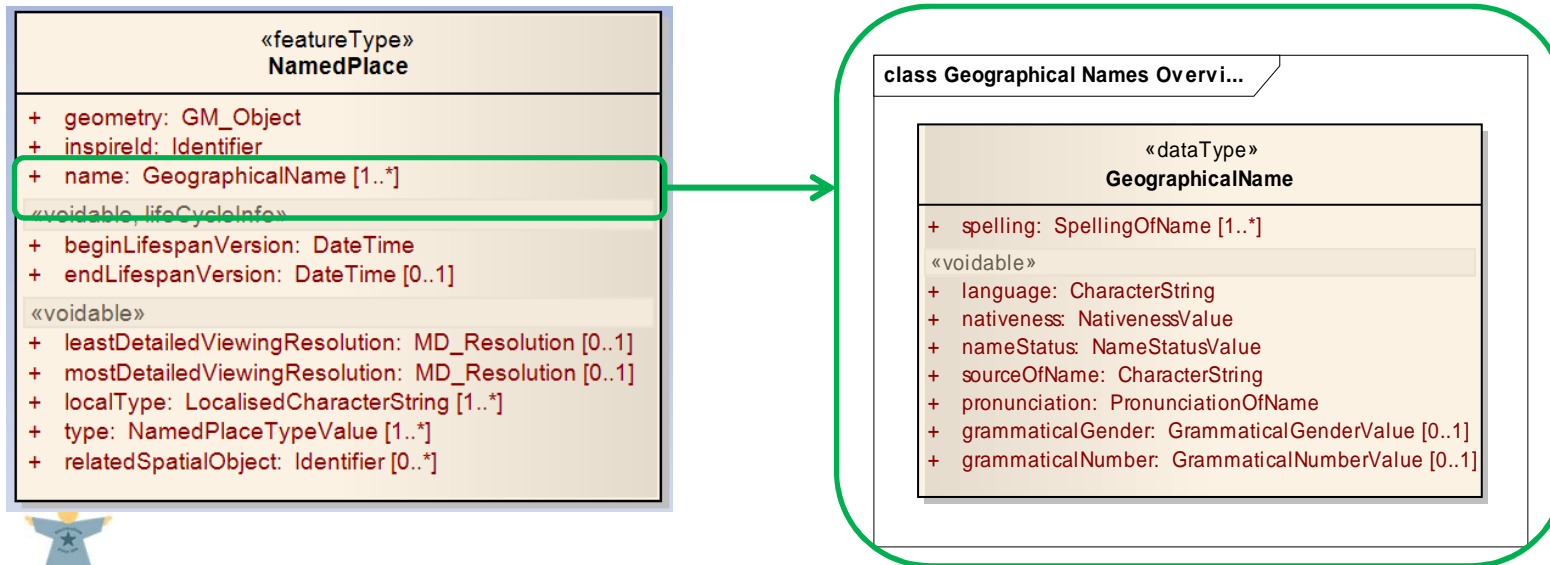 «featureType»
NamedPlace
+ geometry: GM_Object
+ inspireId: Identifier
+ name: GeographicalName [1..*]
«voidable, lifeCycleInfo»
+ beginLifespanVersion: DateTime
+ endLifespanVersion: DateTime [0..1]
«voidable»
+ leastDetailedViewingResolution: MD_Resolution [0..1]
+ mostDetailedViewingResolution: MD_Resolution [0..1]
+ localType: LocalisedCharacterString [1..*]
+ type: NamedPlaceTypeValue [1..*]
+ relatedSpatialObject: Identifier [0..*]
class Geographical Names Overvi...
«dataType»
GeographicalName
+ spelling: SpellingOfName [1..*]
«voidable»
+ language: CharacterString
+ nativeness: NativenessValue
+ nameStatus: NameStatusValue
+ sourceOfName: CharacterString
+ pronunciation: PronunciationOfName
+ grammaticalGender: GrammaticalGenderValue [0..1]
+ grammaticalNumber: GrammaticalNumberValue [0..1]